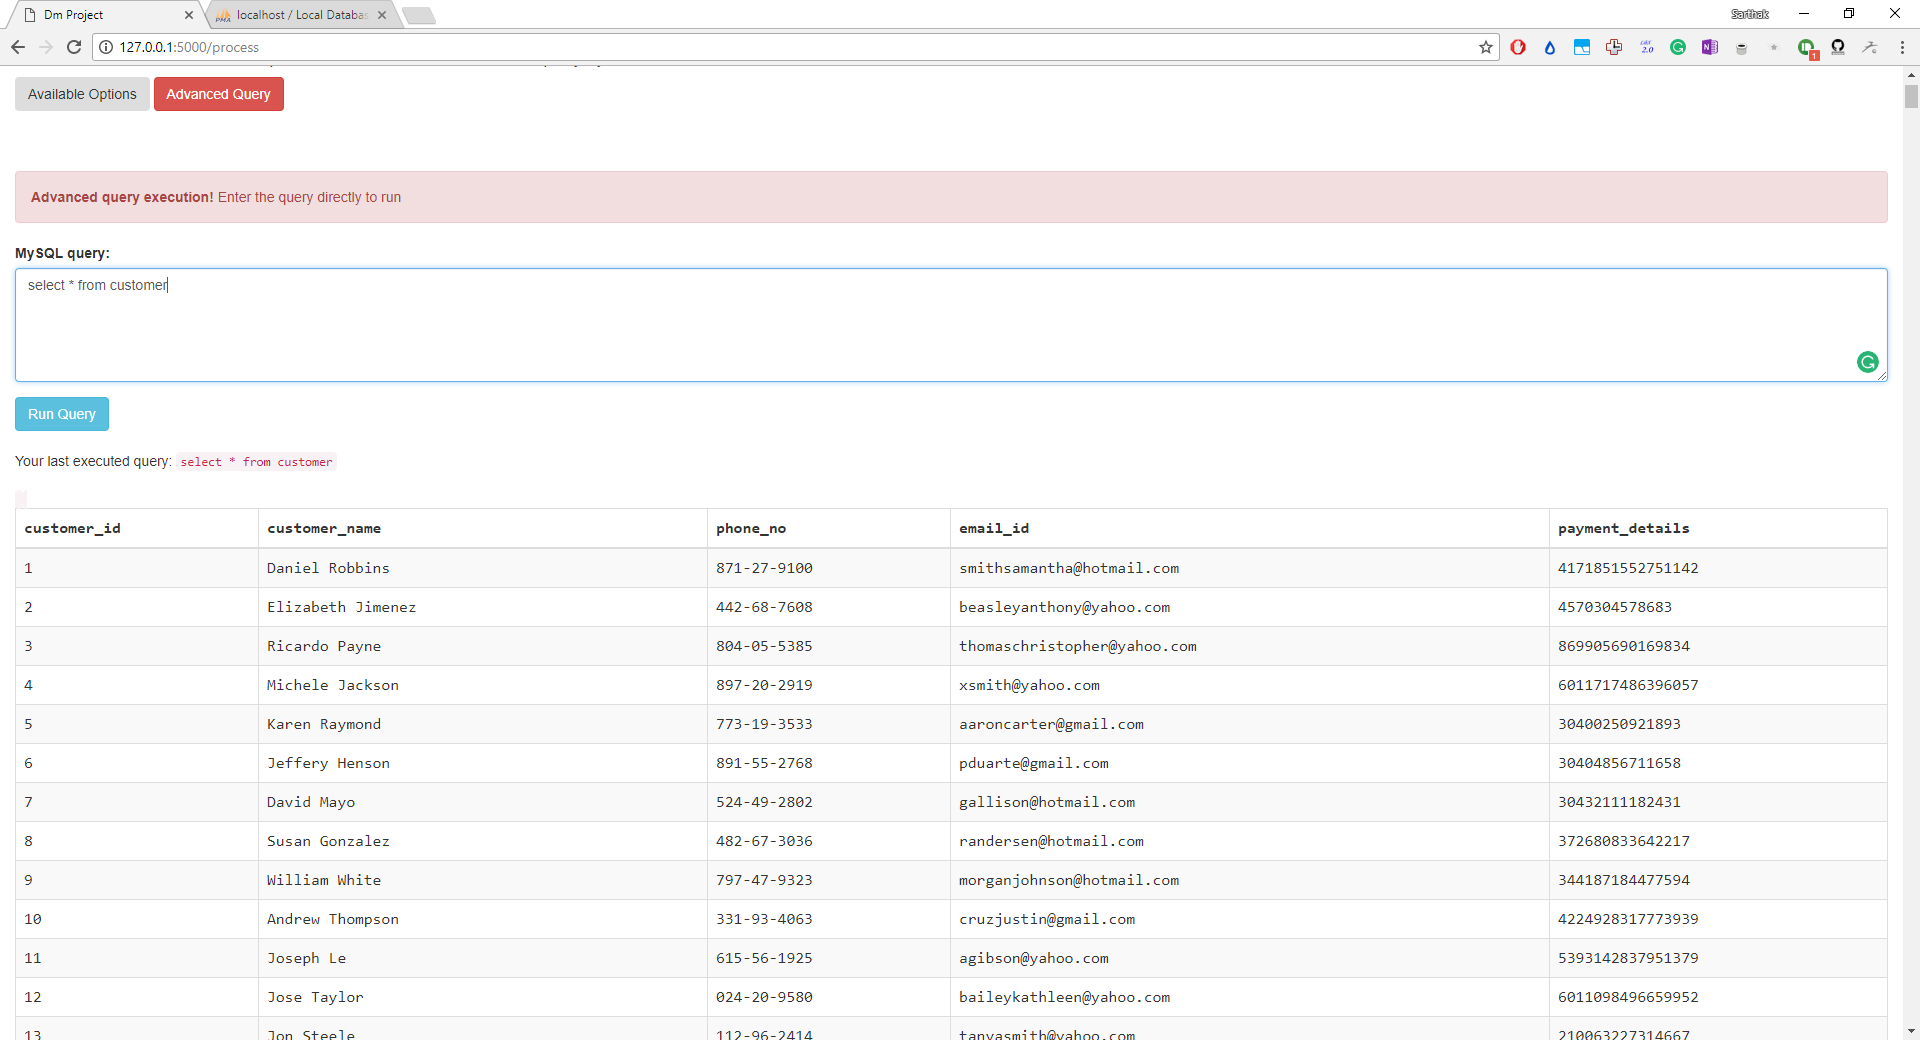 Dm Project
localhost / Local Databas
Sarthak
127.0.0.1:5000/process
Available Options
Advanced Query
Advanced query execution! Enter the query directly to run
MySQL query:
select * from customer
Run Query
Your last executed query: select * from customer
customer_id customer_name phone_no email_id payment_details
1 Daniel Robbins 871-27-9100 smithsamantha@hotmail.com 4171851552751142
2 Elizabeth Jimenez 442-68-7608 beasleyanthony@yahoo.com 4570304578683
3 Ricardo Payne 804-05-5385 thomaschristopher@yahoo.com 869905690169834
4 Michele Jackson 897-20-2919 xsmith@yahoo.com 6011717486396057
5 Karen Raymond 773-19-3533 aaroncarter@gmail.com 30400250921893
6 Jeffery Henson 891-55-2768 pduarte@gmail.com 30404856711658
7 David Mayo 524-49-2802 gallison@hotmail.com 30432111182431
8 Susan Gonzalez 482-67-3036 randersen@hotmail.com 372680833642217
9 William White 797-47-9323 morganjohnson@hotmail.com 344187184477594
10 Andrew Thompson 331-93-4063 cruzjustin@gmail.com 4224928317773939
11 Joseph Le 615-56-1925 agibson@yahoo.com 5393142837951379
12 Jose Taylor 024-20-9580 baileykathleen@yahoo.com 6011098496659952
13 Jon Steele 112-96-2414 tanyasmith@yahoo.com 210063227314667